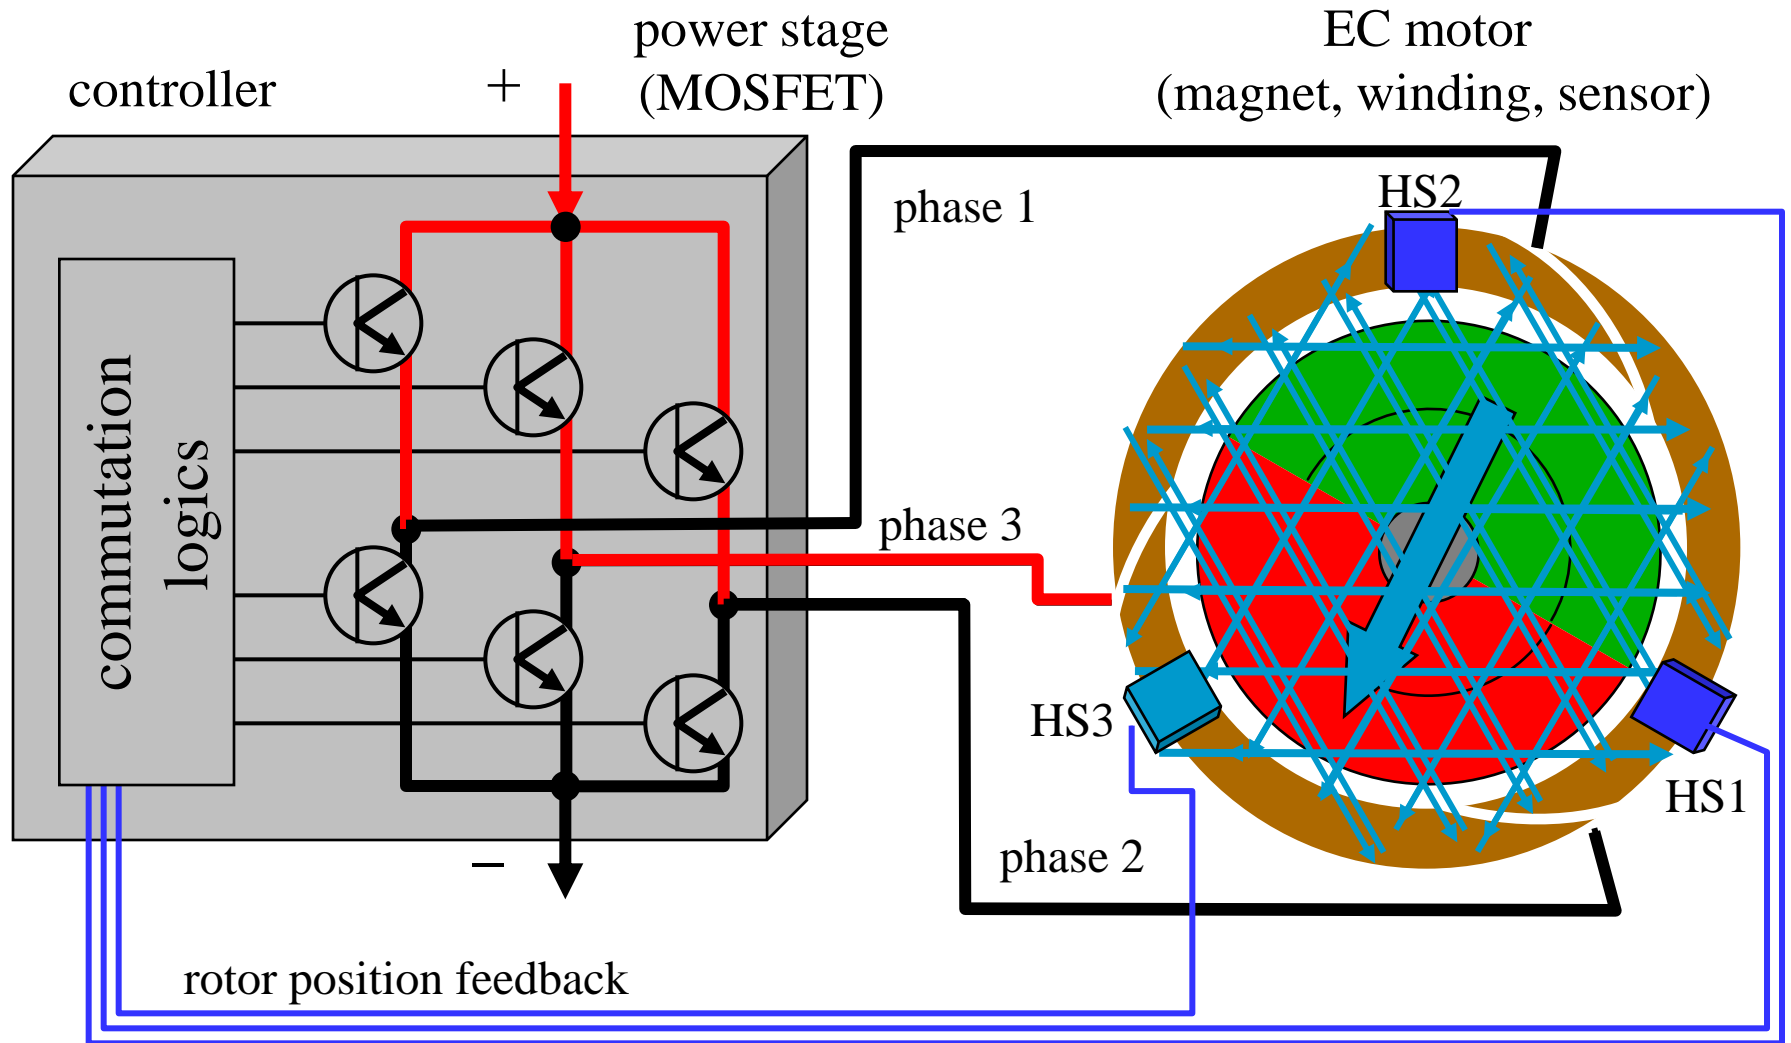 power stage
(MOSFET)
EC motor
(magnet, winding, sensor)
controller
+
phase 1
HS2
commutation
logics
phase 3
HS3
HS1
phase 2
–
rotor position feedback